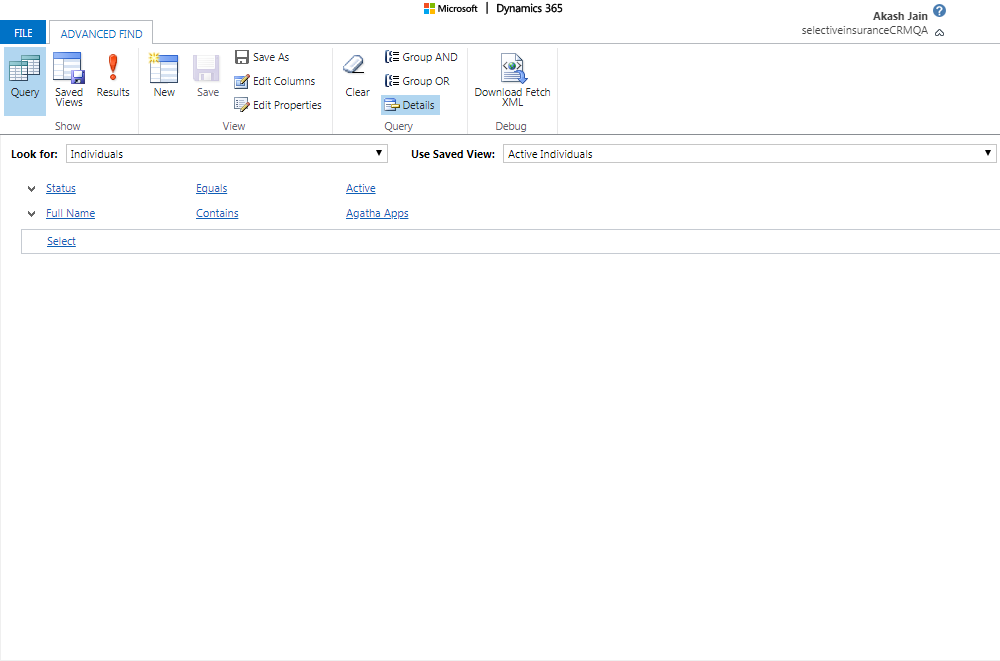 Microsoft | Dynamics 365
Akash Jain
selectiveinsuranceCRMQA
FILE
ADVANCED FIND
Query
Saved Views
Results
Show
New
Save
Save As
Edit Columns
Edit Properties
View
Clear
Group AND
Group OR
Details
Query
Download Fetch XML
Debug
Look for: Individuals
Use Saved View: Active Individuals
Status Equals Active
Full Name Contains Agatha Apps
Select